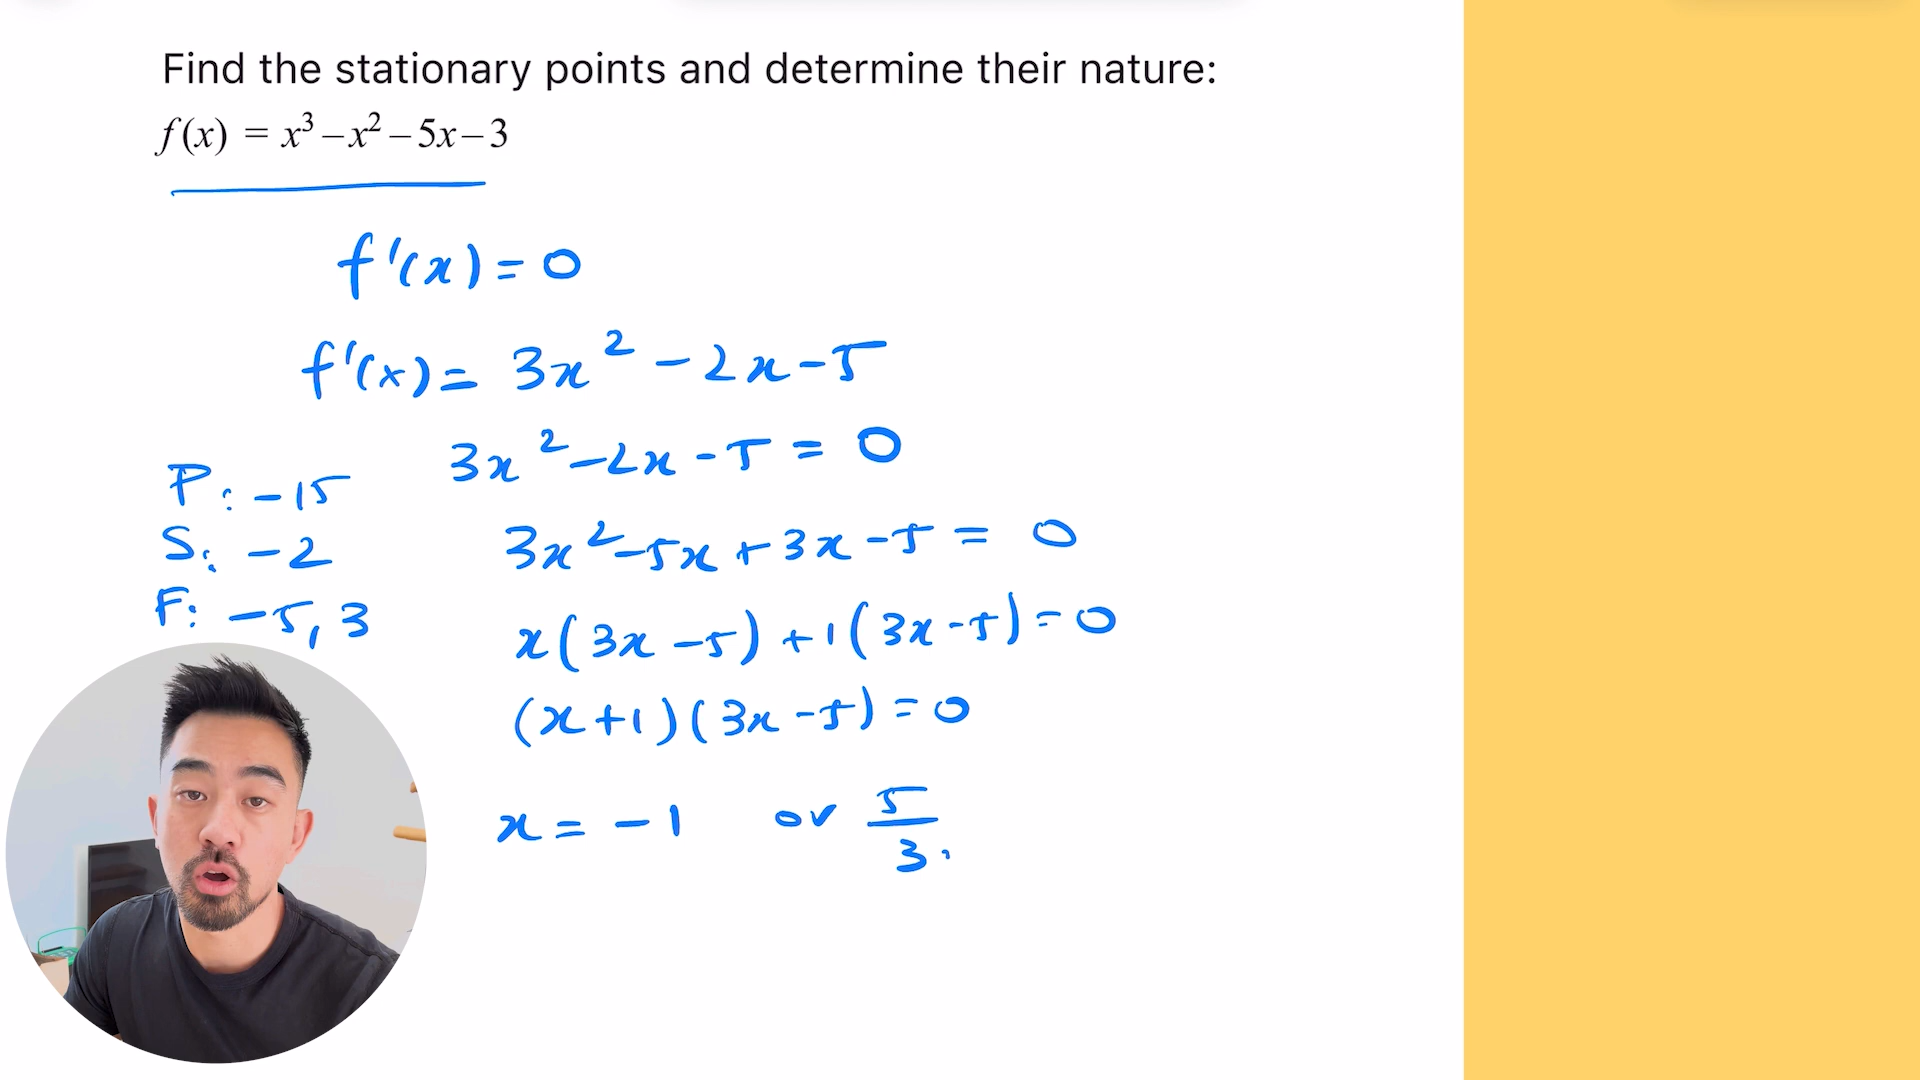 Find the stationary points and determine their nature:
f(x) = x³ – x² – 5x – 3
f'(x) = 0
f'(x) = 3x² - 2x - 5
3x² - 2x - 5 = 0
P: -15
S: -2
F: -5, 3
3x² - 5x + 3x - 5 = 0
x(3x - 5) + 1(3x - 5) = 0
(x + 1)(3x - 5) = 0
x = -1 or 5/3.